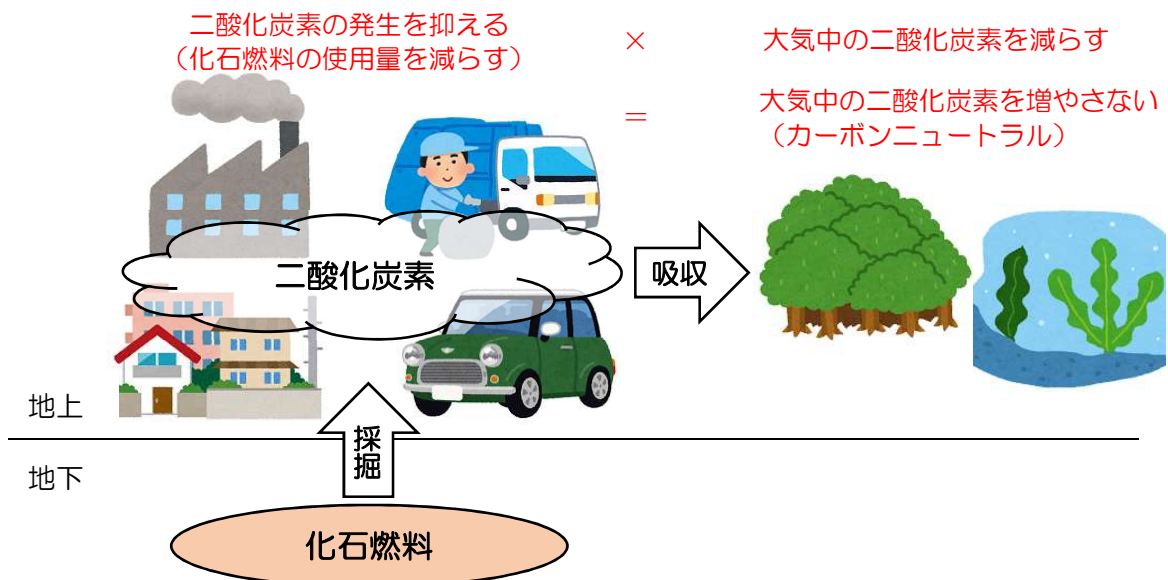 二酸化炭素の発生を抑える
（化石燃料の使用量を減らす）
×
大気中の二酸化炭素を減らす
＝
大気中の二酸化炭素を増やさない
（カーボンニュートラル）
二酸化炭素
吸収
地上
採掘
地下
化石燃料